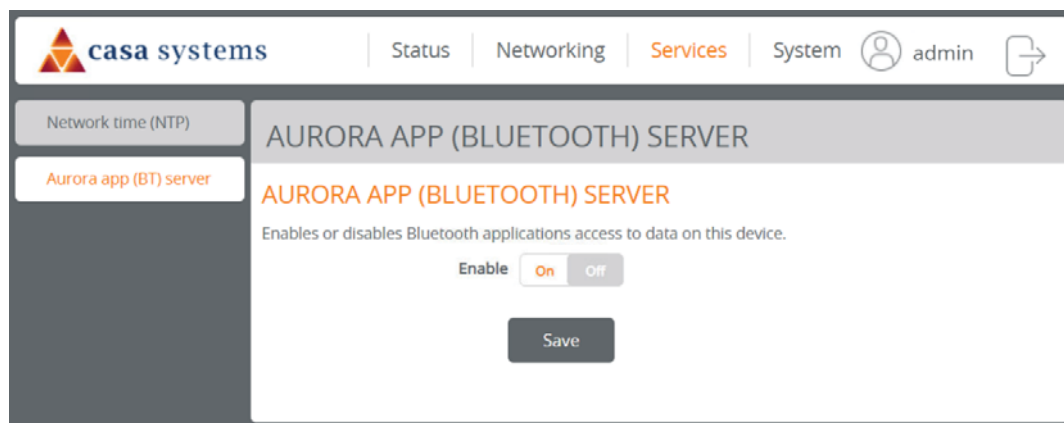 casa systems
Status
Networking
Services
System
admin
Network time (NTP)
Aurora app (BT) server
AURORA APP (BLUETOOTH) SERVER
AURORA APP (BLUETOOTH) SERVER
Enables or disables Bluetooth applications access to data on this device.
Enable On Off
Save